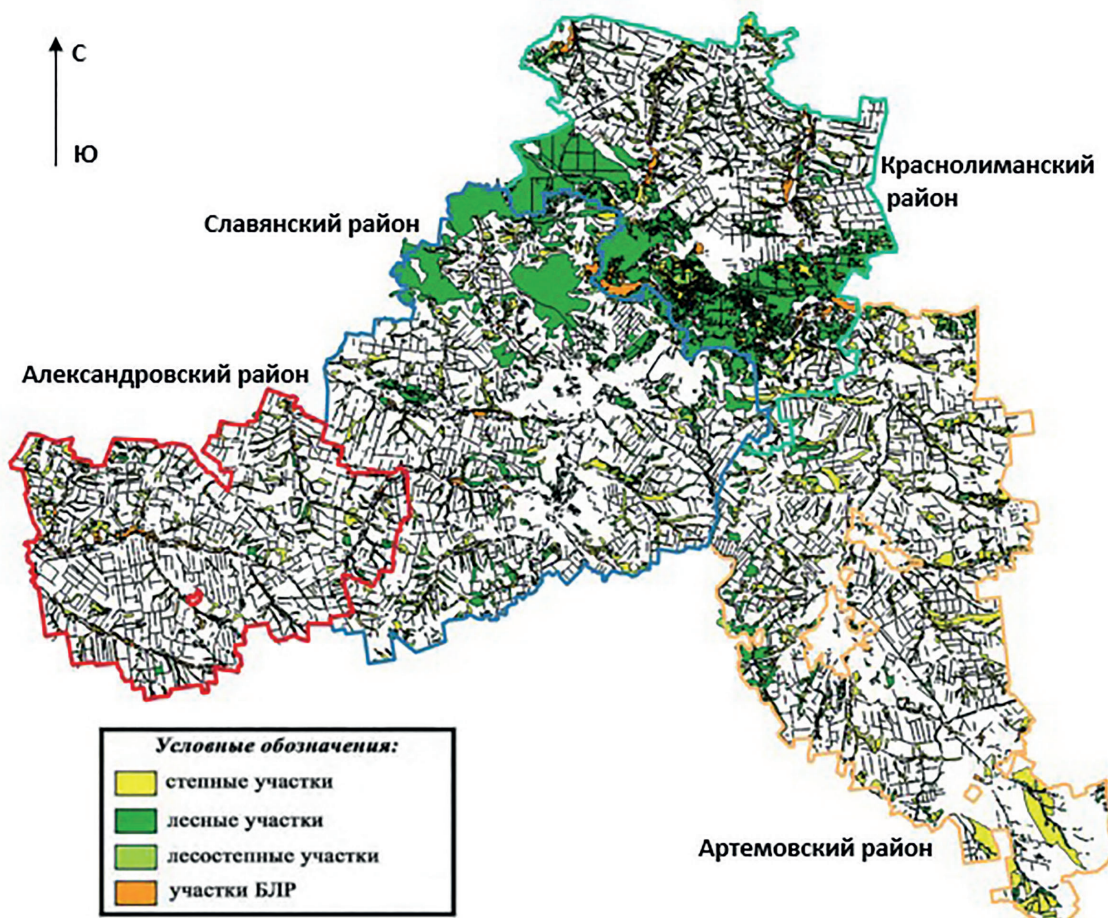 С
Ю
Краснолиманский
район
Славянский район
Александровский район
Артемовский район
Условные обозначения:
степные участки
лесные участки
лесостепные участки
участки БЛР